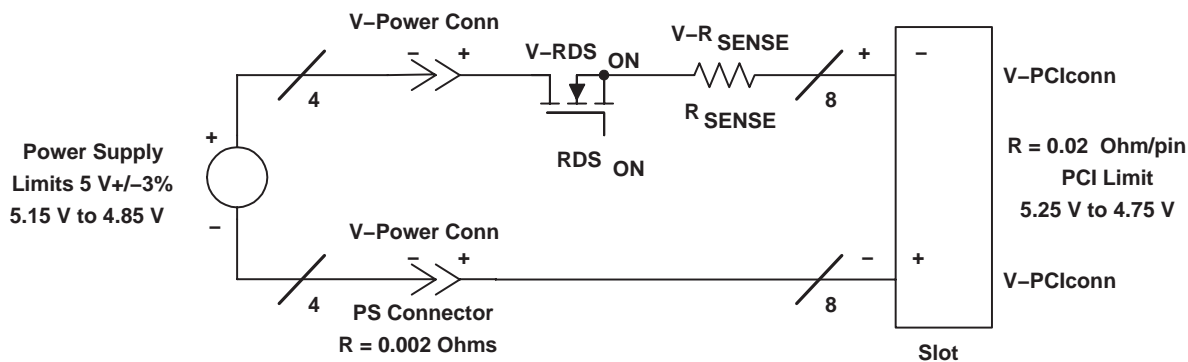 V−Power Conn
− +
4
V−RDS ON
RDS ON
V−R SENSE
R SENSE
8
+ −
V−PCIconn
R = 0.02 Ohm/pin
PCI Limit
5.25 V to 4.75 V
+
Power Supply
Limits 5 V+/−3%
5.15 V to 4.85 V
−
V−Power Conn
− +
4
PS Connector
R = 0.002 Ohms
8
− +
V−PCIconn
Slot